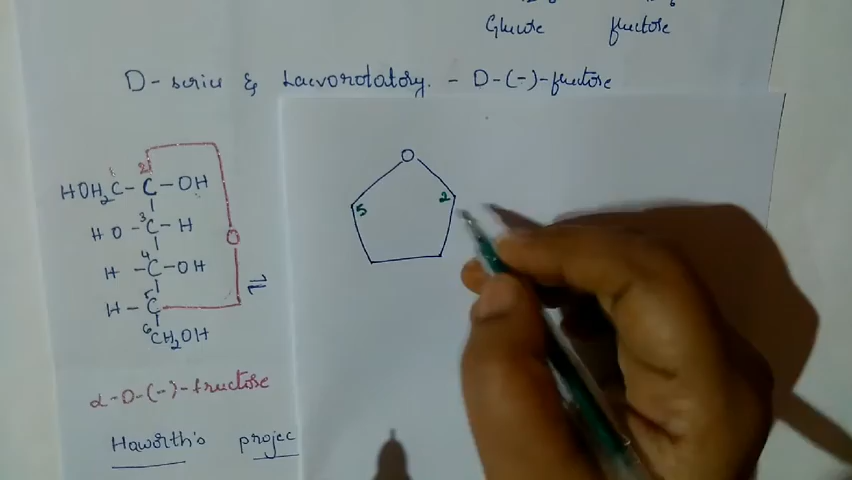 Glucose fructose
D-series & Laevorotatory. - D-(-)-fructose
1 2
HOH2C-C-OH
HO-3C-H O
H-4C-OH
H-5C ⇌
6CH2OH
α-D-(-)-fructose
Haworth's projec
O
5 2